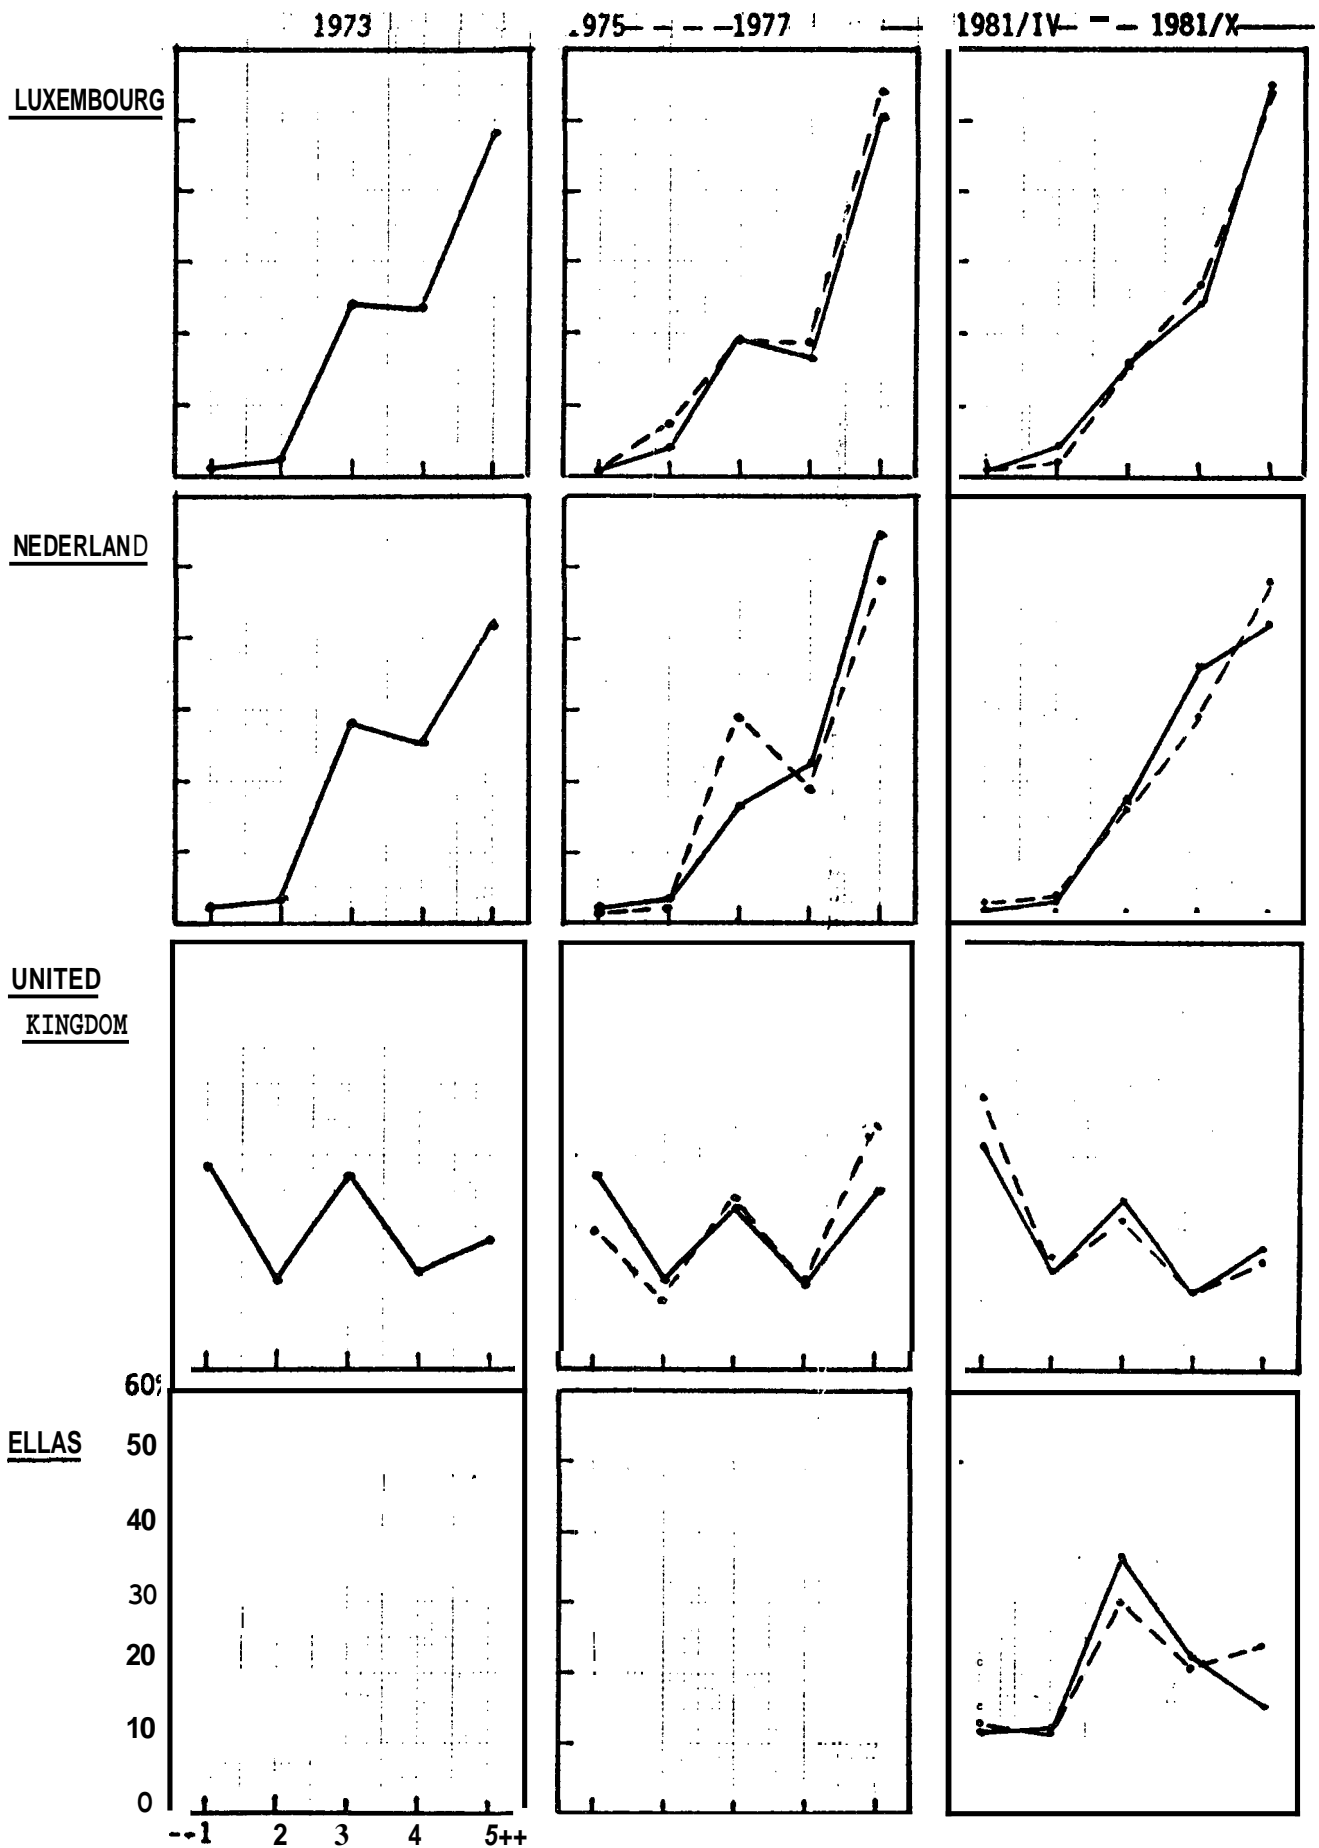 1973 1975 - - - - 1977 —— 1981/IV - - - 1981/X ——
LUXEMBOURG
NEDERLAND
UNITED
KINGDOM
60%
ELLAS 50
40
30
20
10
0
--1 2 3 4 5++